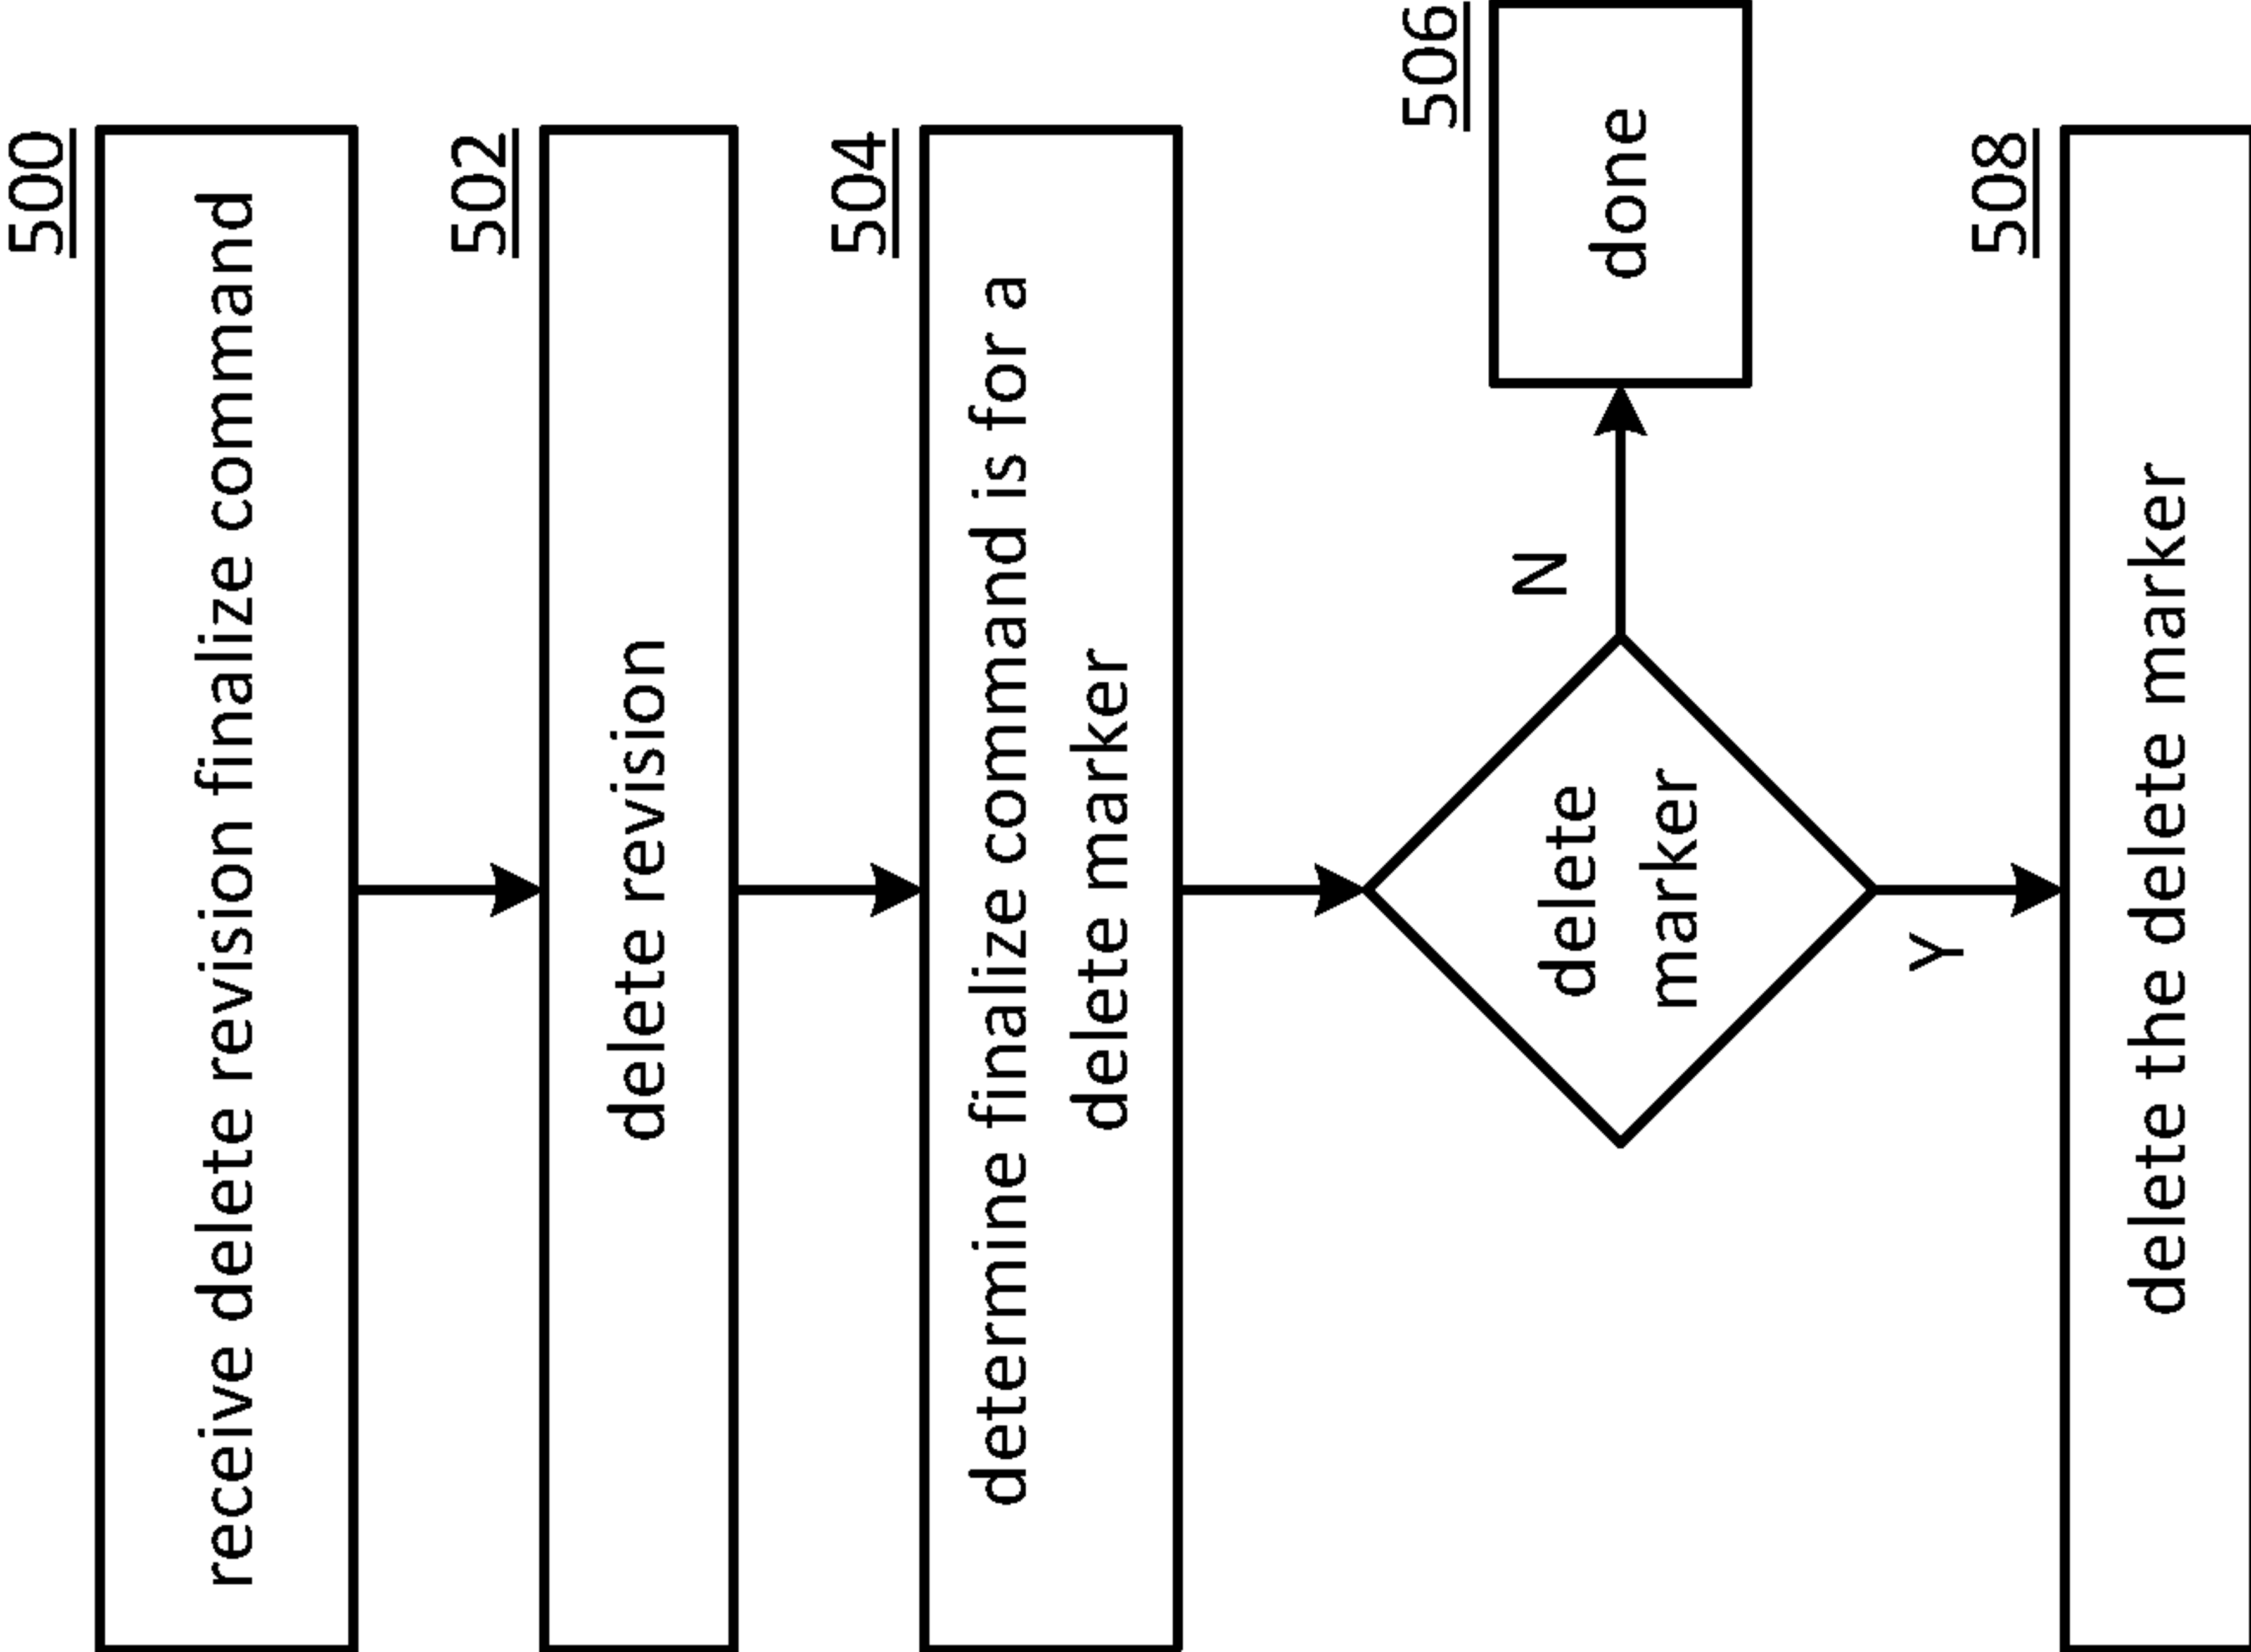 500
receive delete revision finalize command
502
delete revision
504
determine finalize command is for a
delete marker
delete
marker
N
506
done
Y
508
delete the delete marker